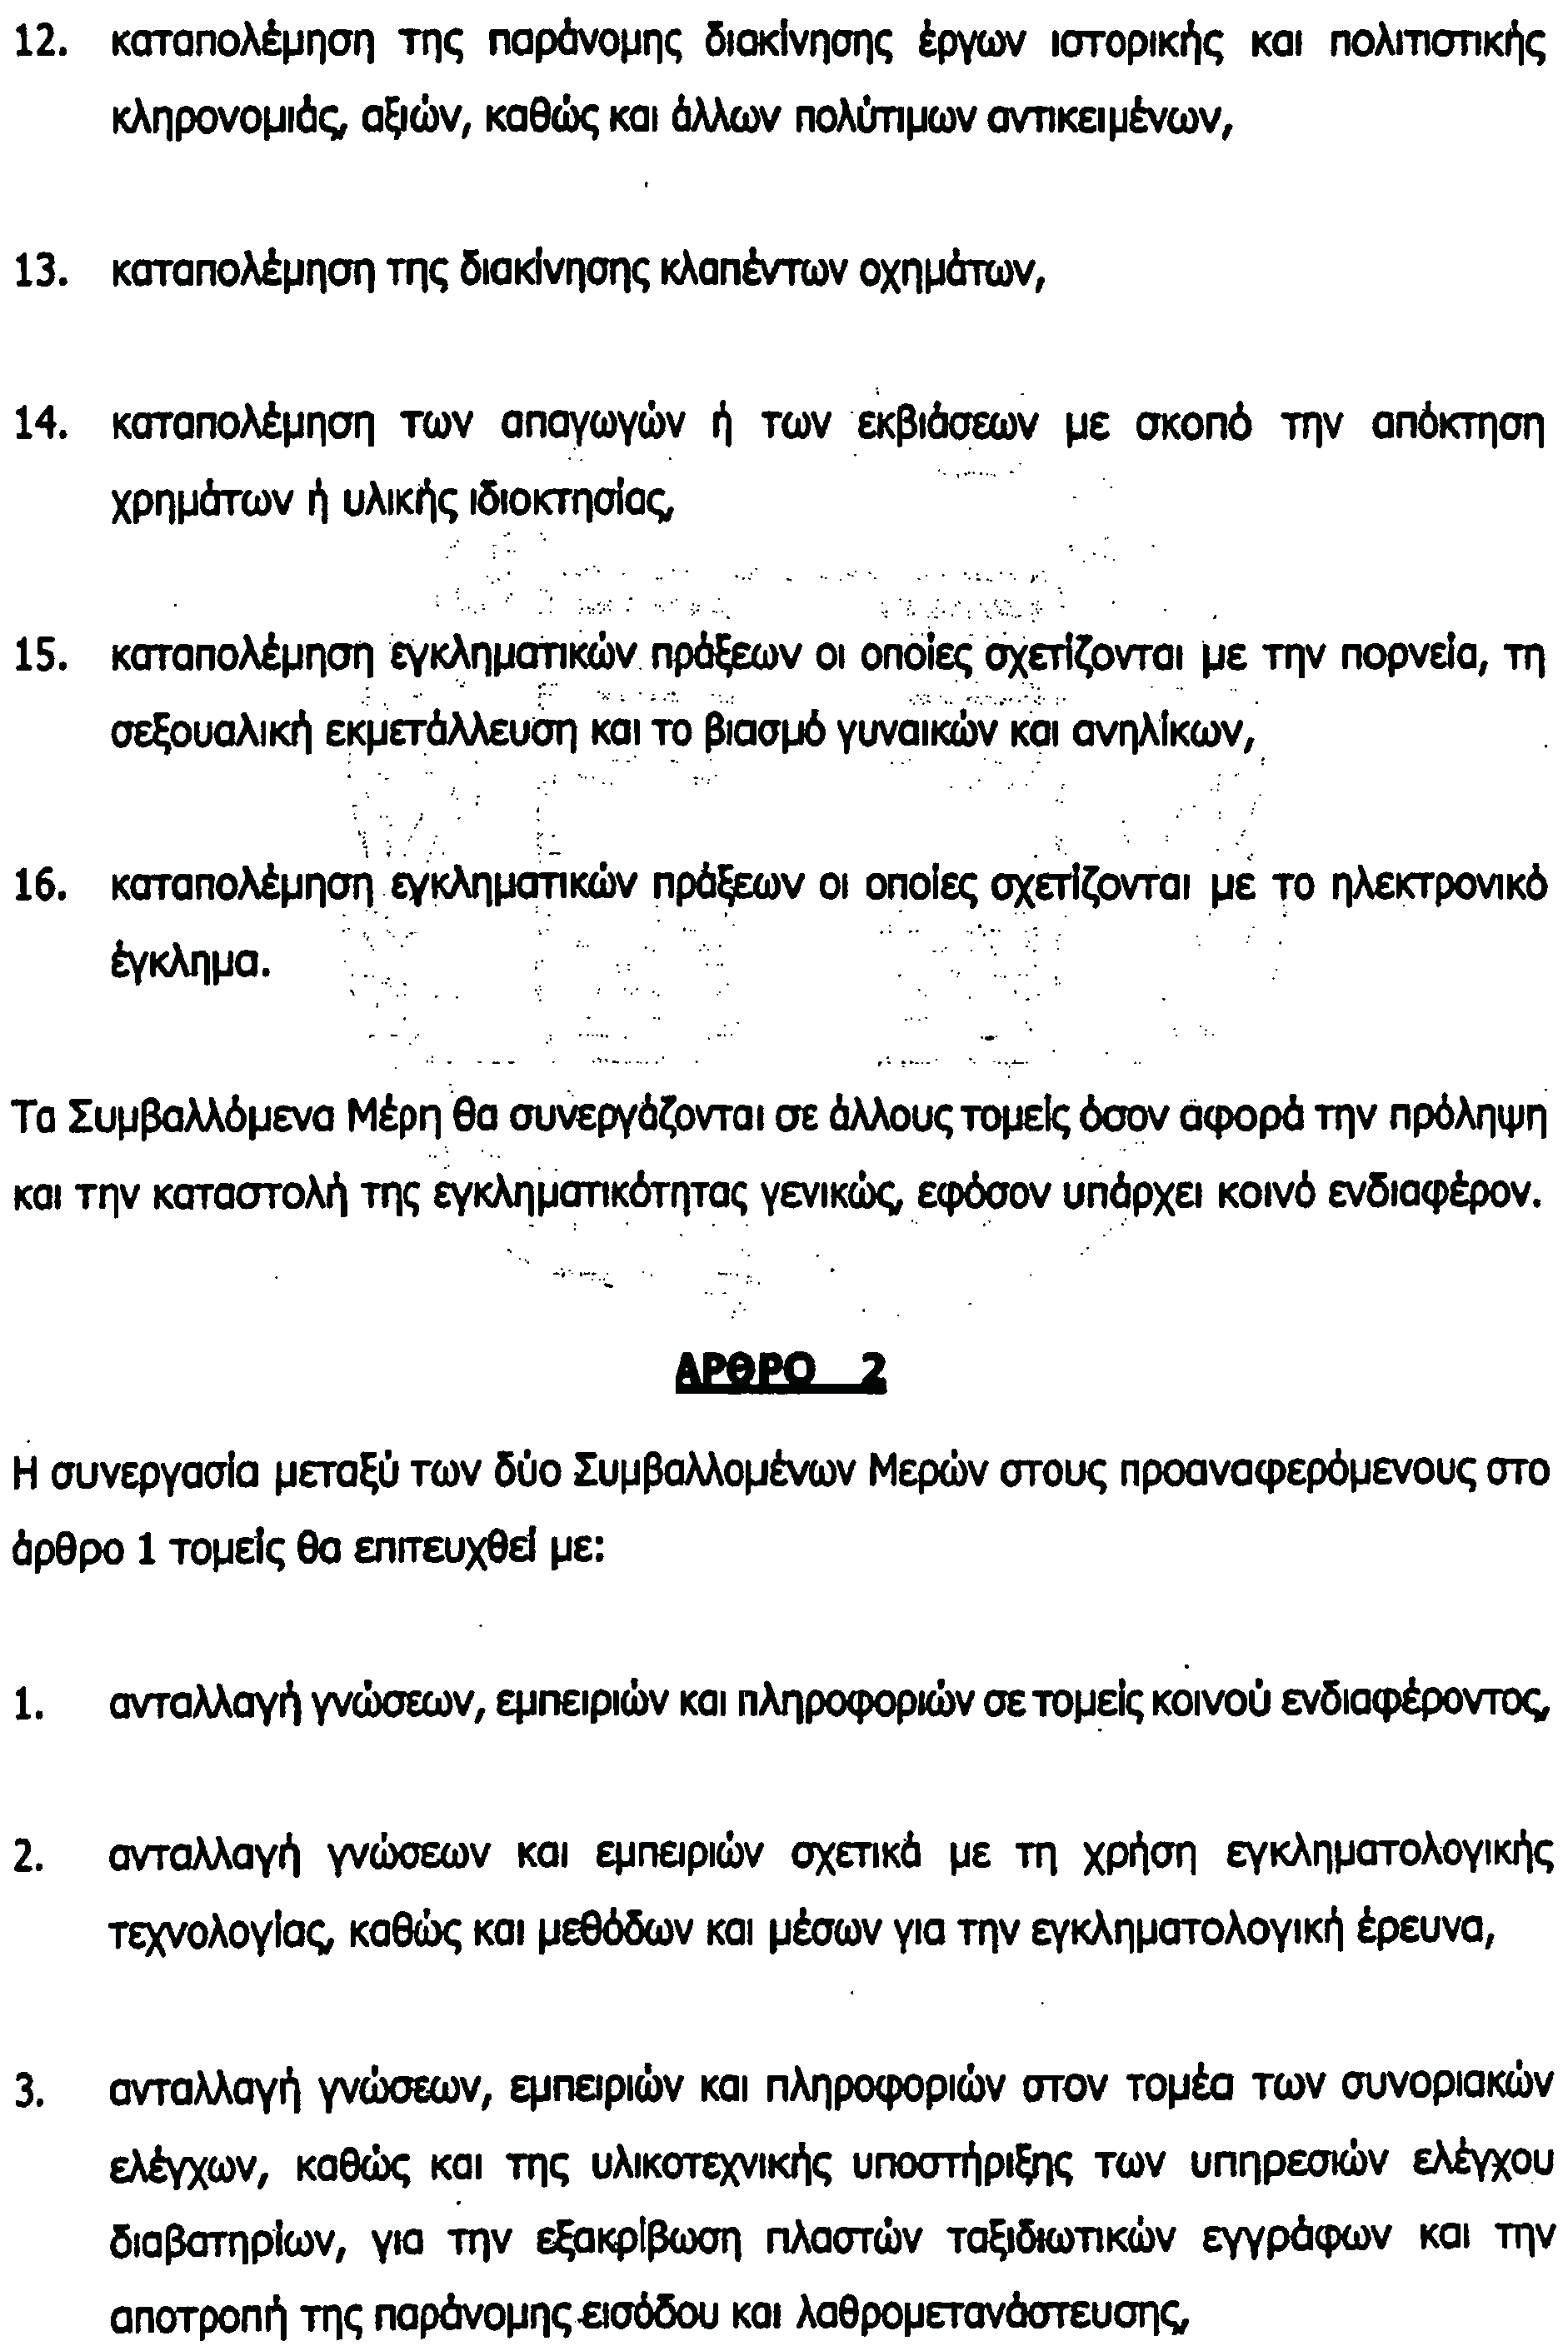 12. καταπολέμηση της παράνομης διακίνησης έργων ιστορικής και πολιτιστικής
κληρονομιάς, αξιών, καθώς και άλλων πολύτιμων αντικειμένων,
13. καταπολέμηση της διακίνησης κλαπέντων οχημάτων,
14. καταπολέμηση των απαγωγών ή των εκβιάσεων με σκοπό την απόκτηση
χρημάτων ή υλικής ιδιοκτησίας,
15. καταπολέμηση εγκληματικών πράξεων οι οποίες σχετίζονται με την πορνεία, τη
σεξουαλική εκμετάλλευση και το βιασμό γυναικών και ανηλίκων,
16. καταπολέμηση εγκληματικών πράξεων οι οποίες σχετίζονται με το ηλεκτρονικό
έγκλημα.
Τα Συμβαλλόμενα Μέρη θα συνεργάζονται σε άλλους τομείς όσον αφορά την πρόληψη
και την καταστολή της εγκληματικότητας γενικώς, εφόσον υπάρχει κοινό ενδιαφέρον.
ΑΡΘΡΟ 2
Η συνεργασία μεταξύ των δύο Συμβαλλομένων Μερών στους προαναφερόμενους στο
άρθρο 1 τομείς θα επιτευχθεί με:
1. ανταλλαγή γνώσεων, εμπειριών και πληροφοριών σε τομείς κοινού ενδιαφέροντος,
2. ανταλλαγή γνώσεων και εμπειριών σχετικά με τη χρήση εγκληματολογικής
τεχνολογίας, καθώς και μεθόδων και μέσων για την εγκληματολογική έρευνα,
3. ανταλλαγή γνώσεων, εμπειριών και πληροφοριών στον τομέα των συνοριακών
ελέγχων, καθώς και της υλικοτεχνικής υποστήριξης των υπηρεσιών ελέγχου
διαβατηρίων, για την εξακρίβωση πλαστών ταξιδιωτικών εγγράφων και την
αποτροπή της παράνομης εισόδου και λαθρομετανάστευσης,